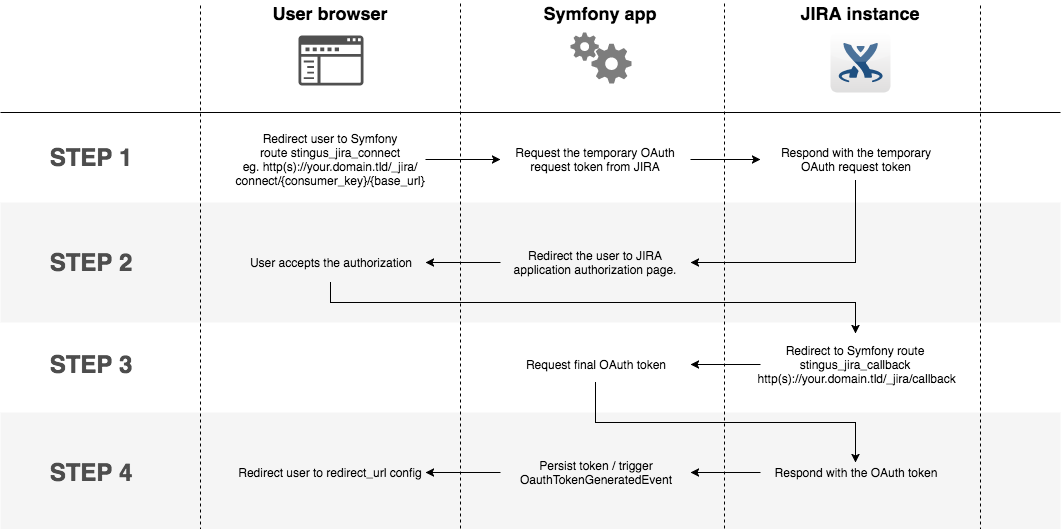 User browser
Symfony app
JIRA instance
STEP 1
Redirect user to Symfony
route stingus_jira_connect
eg. http(s)://your.domain.tld/_jira/
connect/{consumer_key}/{base_url}
Request the temporary OAuth
request token from JIRA
Respond with the temporary
OAuth request token
STEP 2
User accepts the authorization
Redirect the user to JIRA
application authorization page.
STEP 3
Request final OAuth token
Redirect to Symfony route
stingus_jira_callback
http(s)://your.domain.tld/_jira/callback
STEP 4
Redirect user to redirect_url config
Persist token / trigger
OauthTokenGeneratedEvent
Respond with the OAuth token